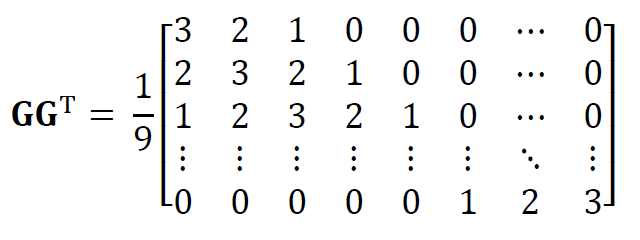 GGᵀ = 1/9
3 2 1 0 0 0 ⋯ 0
2 3 2 1 0 0 ⋯ 0
1 2 3 2 1 0 ⋯ 0
⋮ ⋮ ⋮ ⋮ ⋮ ⋮ ⋱ ⋮
0 0 0 0 0 1 2 3